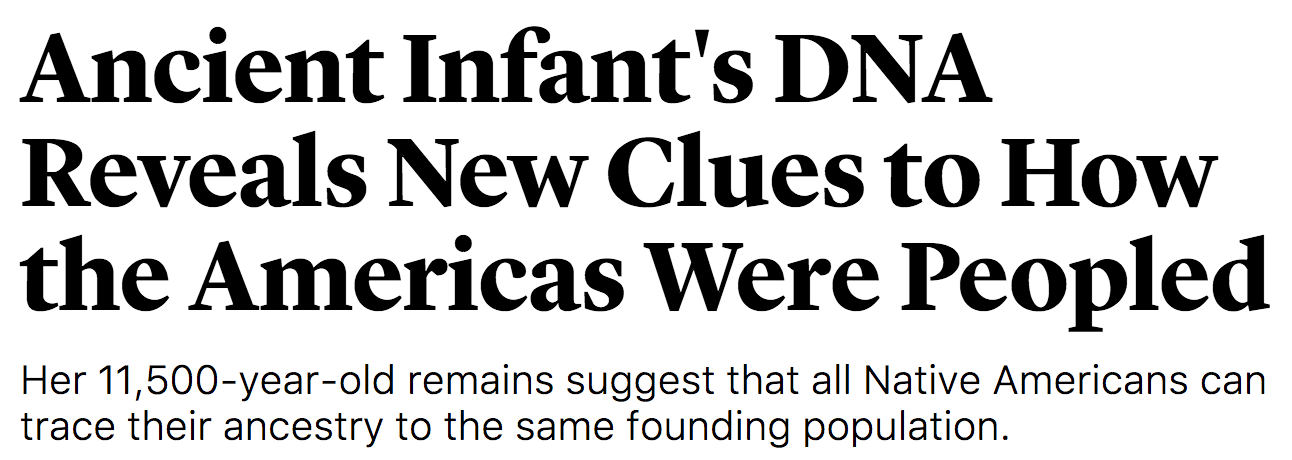 Ancient Infant's DNA
Reveals New Clues to How
the Americas Were Peopled
Her 11,500-year-old remains suggest that all Native Americans can
trace their ancestry to the same founding population.